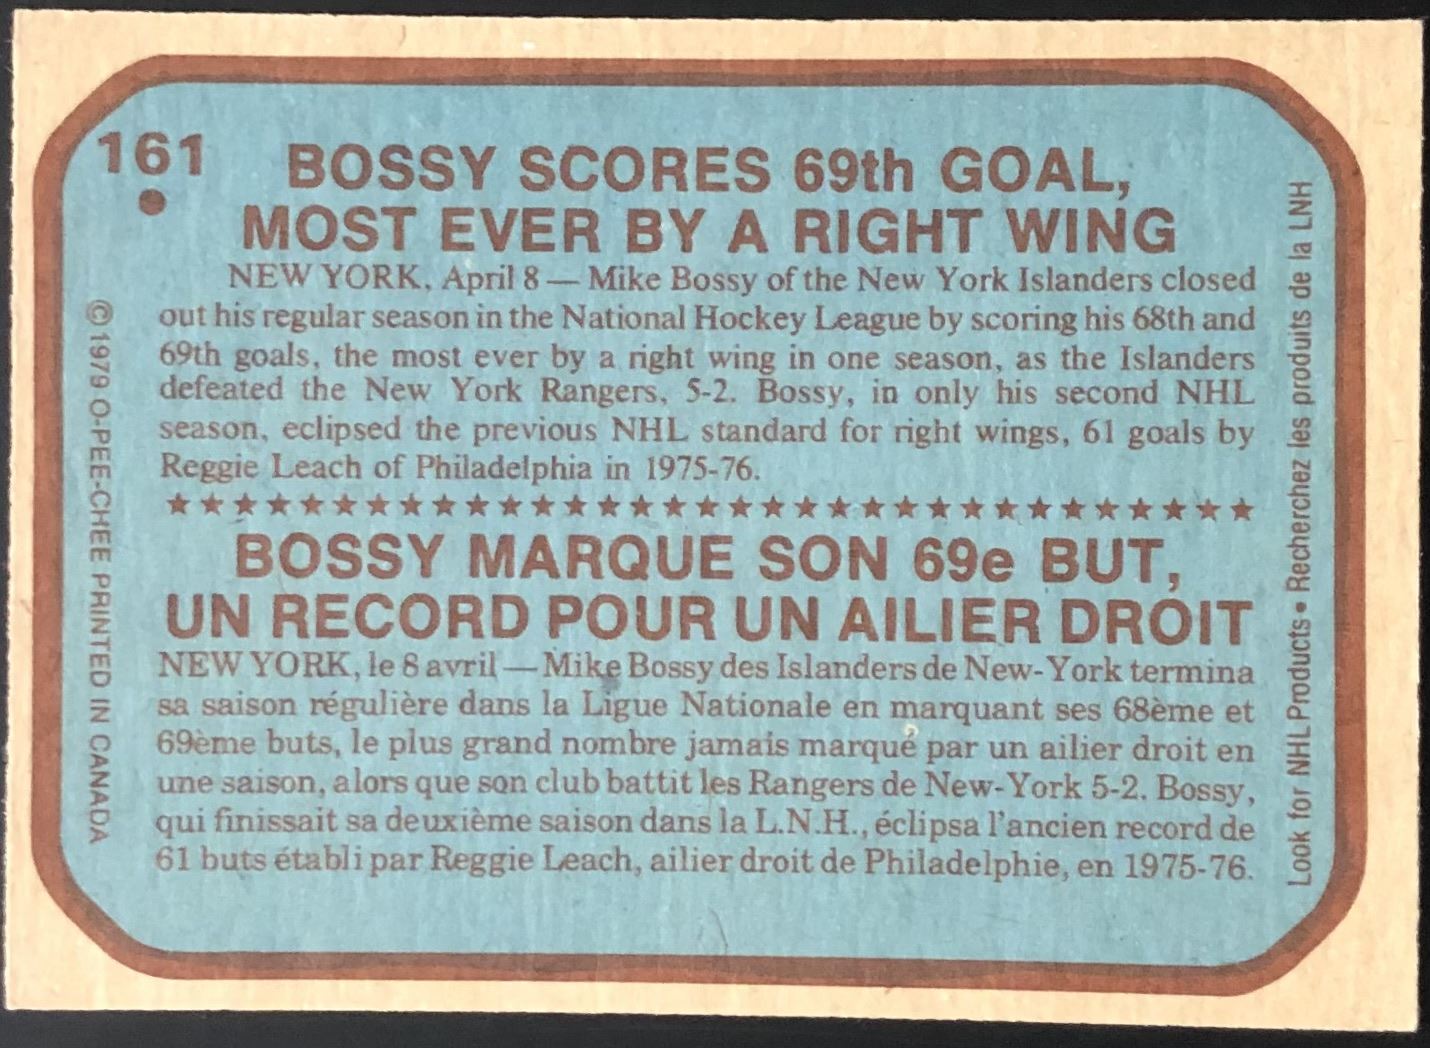 161
BOSSY SCORES 69th GOAL,
MOST EVER BY A RIGHT WING
NEW YORK, April 8 — Mike Bossy of the New York Islanders closed
out his regular season in the National Hockey League by scoring his 68th and
69th goals, the most ever by a right wing in one season, as the Islanders
defeated the New York Rangers, 5-2. Bossy, in only his second NHL
season, eclipsed the previous NHL standard for right wings, 61 goals by
Reggie Leach of Philadelphia in 1975-76.
BOSSY MARQUE SON 69e BUT,
UN RECORD POUR UN AILIER DROIT
NEW YORK, le 8 avril — Mike Bossy des Islanders de New-York termina
sa saison régulière dans la Ligue Nationale en marquant ses 68ème et
69ème buts, le plus grand nombre jamais marqué par un ailier droit en
une saison, alors que son club battit les Rangers de New-York 5-2. Bossy,
qui finissait sa deuxième saison dans la L.N.H., éclipsa l'ancien record de
61 buts établi par Reggie Leach, ailier droit de Philadelphie, en 1975-76.
© 1979 O-PEE-CHEE PRINTED IN CANADA
Look for NHL Products • Recherchez les produits de la LNH